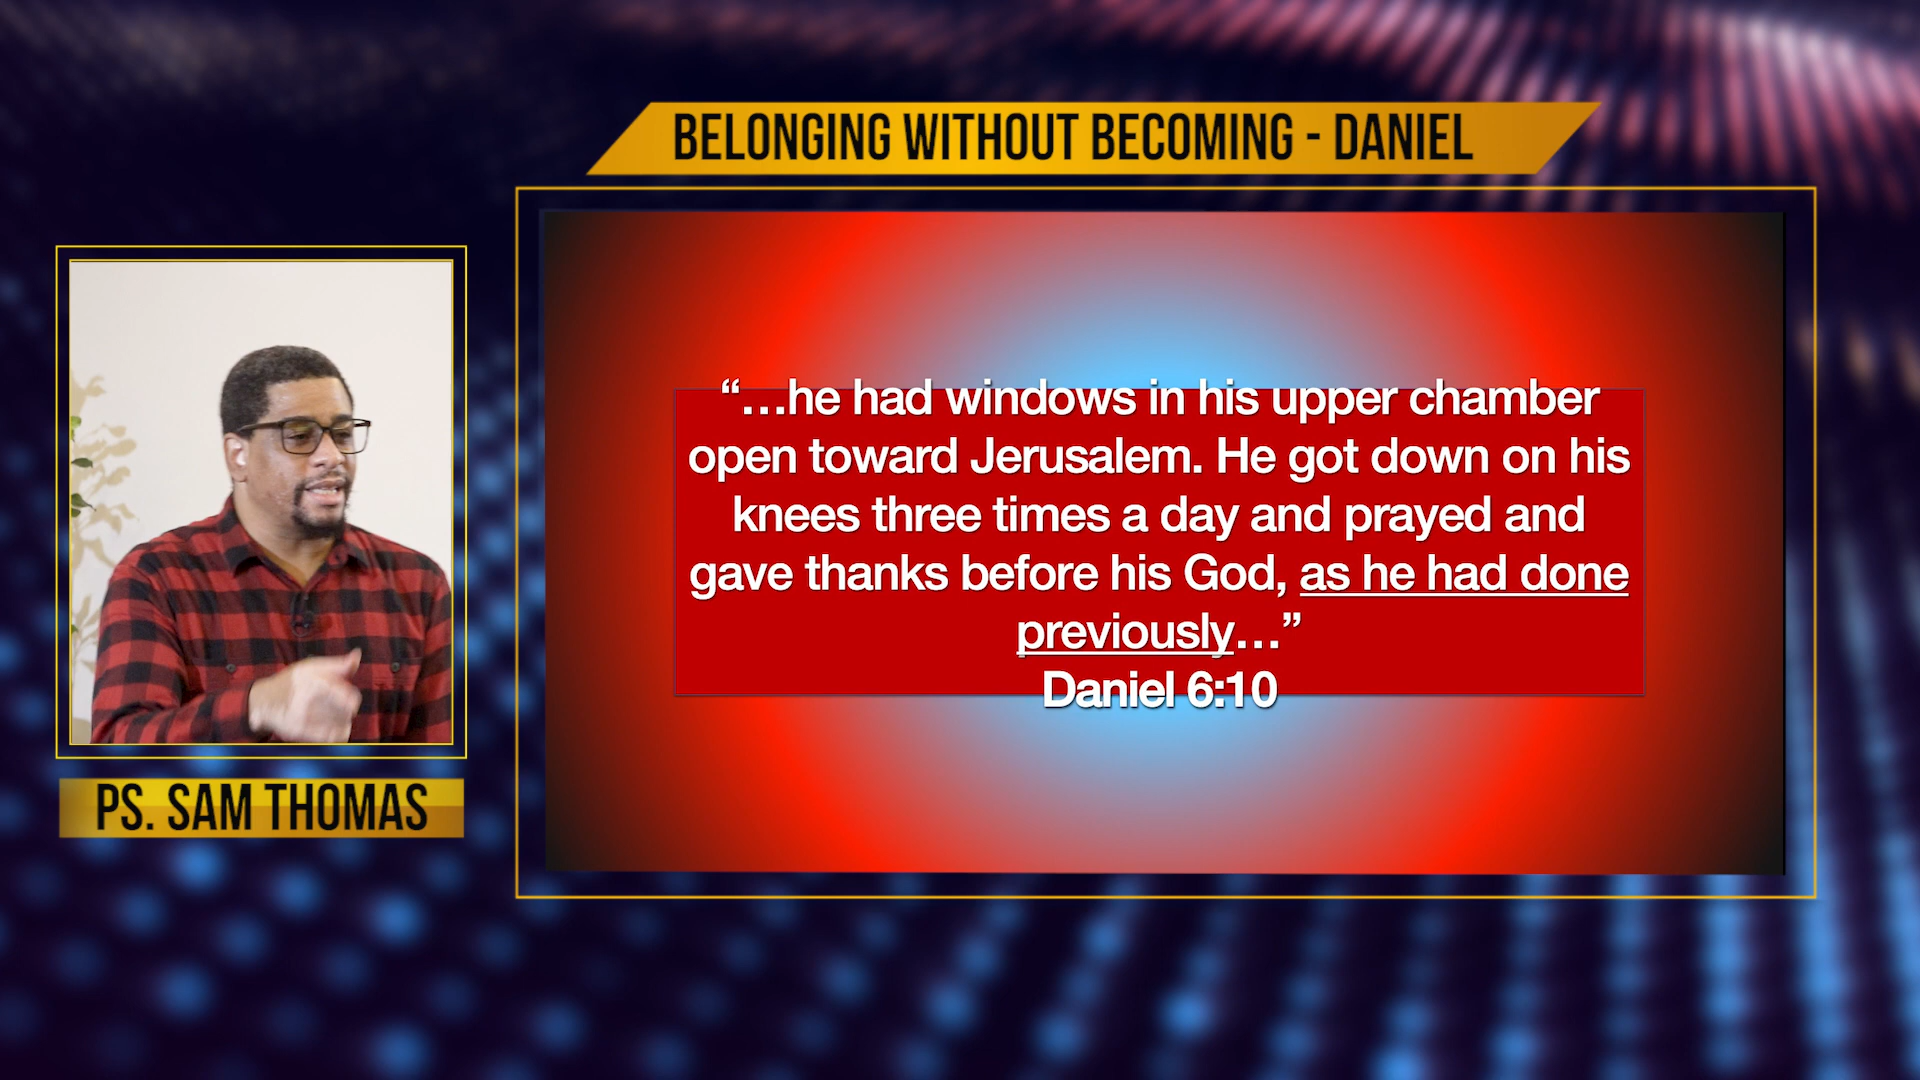 BELONGING WITHOUT BECOMING - DANIEL
“…he had windows in his upper chamber
open toward Jerusalem. He got down on his
knees three times a day and prayed and
gave thanks before his God, as he had done
previously…”
Daniel 6:10
PS. SAM THOMAS